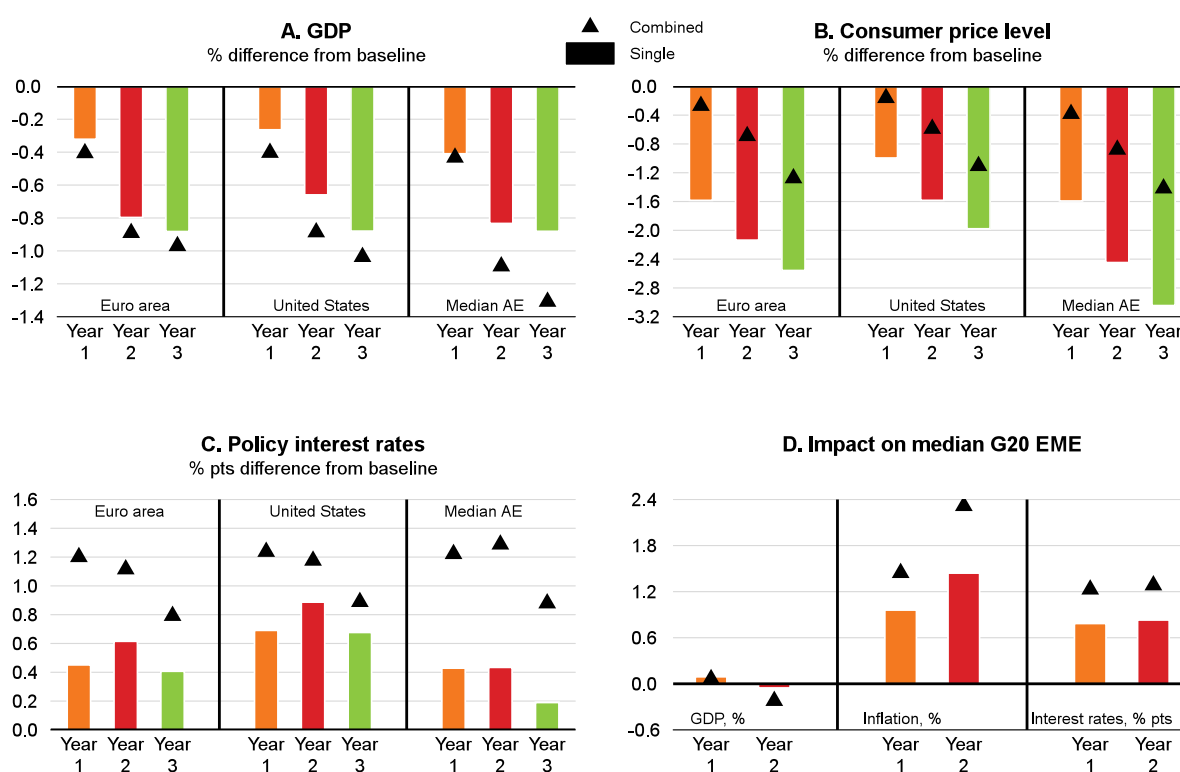 A. GDP
% difference from baseline
Combined
Single
B. Consumer price level
% difference from baseline
0.0
-0.2
-0.4
-0.6
-0.8
-1.0
-1.2
-1.4
Euro area
United States
Median AE
Year Year Year Year Year Year Year Year Year
1 2 3 1 2 3 1 2 3
0.0
-0.4
-0.8
-1.2
-1.6
-2.0
-2.4
-2.8
-3.2
Euro area
United States
Median AE
Year Year Year Year Year Year Year Year Year
1 2 3 1 2 3 1 2 3
C. Policy interest rates
% pts difference from baseline
1.6
1.4
1.2
1.0
0.8
0.6
0.4
0.2
0.0
Euro area
United States
Median AE
Year Year Year Year Year Year Year Year Year
1 2 3 1 2 3 1 2 3
D. Impact on median G20 EME
2.4
1.8
1.2
0.6
0.0
-0.6
GDP, %
Inflation, %
Interest rates, % pts
Year Year Year Year Year Year
1 2 1 2 1 2